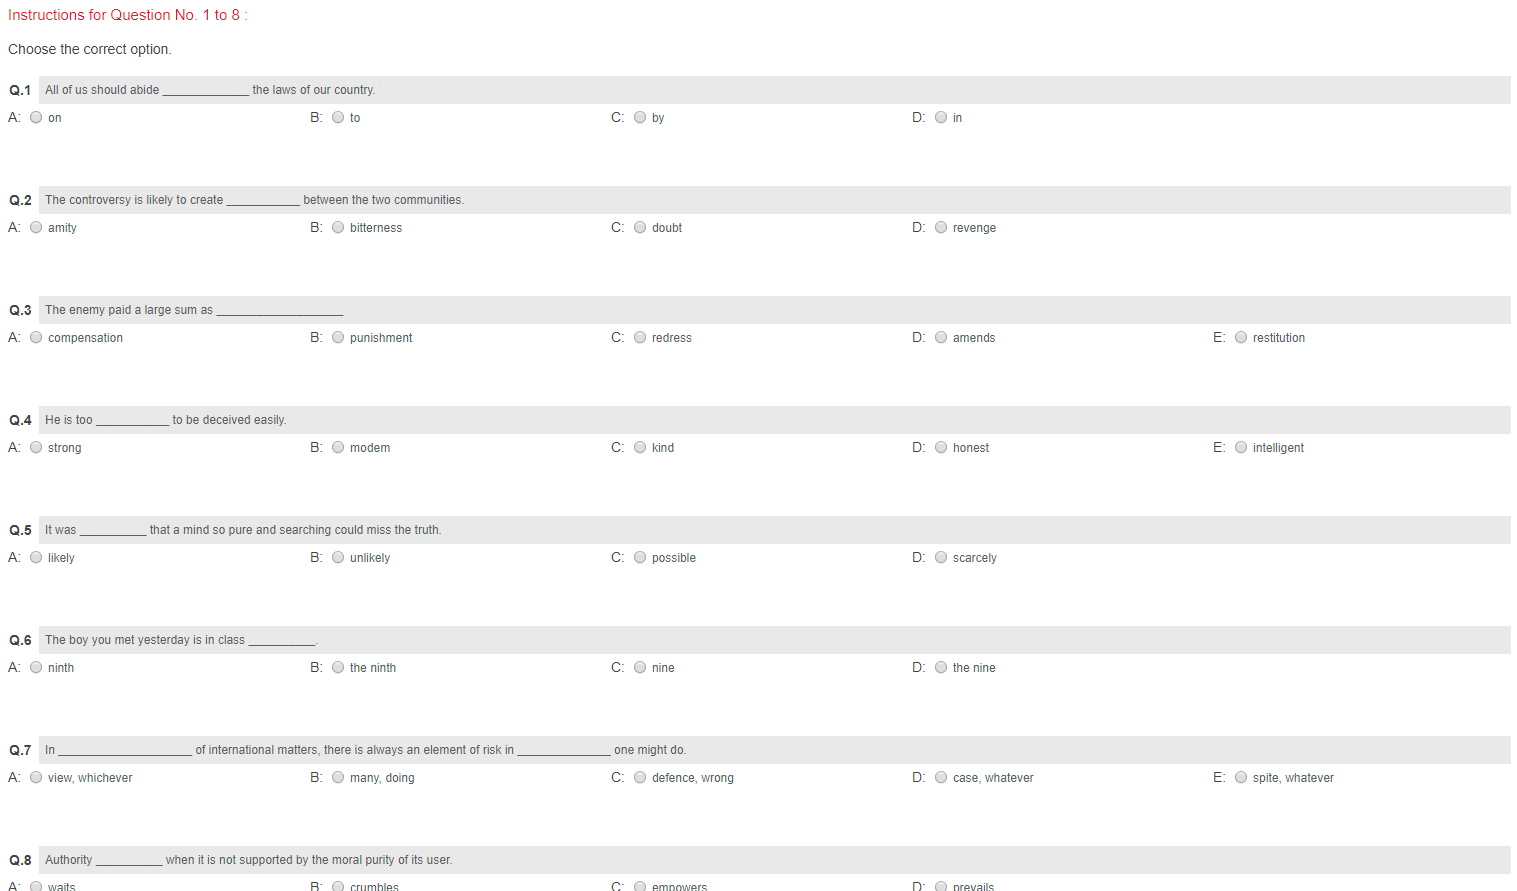 Instructions for Question No. 1 to 8 :
Choose the correct option.
Q.1 All of us should abide _____________ the laws of our country.
A: on B: to C: by D: in
Q.2 The controversy is likely to create ___________ between the two communities.
A: amity B: bitterness C: doubt D: revenge
Q.3 The enemy paid a large sum as ___________________
A: compensation B: punishment C: redress D: amends E: restitution
Q.4 He is too ___________ to be deceived easily.
A: strong B: modem C: kind D: honest E: intelligent
Q.5 It was __________ that a mind so pure and searching could miss the truth.
A: likely B: unlikely C: possible D: scarcely
Q.6 The boy you met yesterday is in class __________.
A: ninth B: the ninth C: nine D: the nine
Q.7 In ____________________ of international matters, there is always an element of risk in ______________ one might do.
A: view, whichever B: many, doing C: defence, wrong D: case, whatever E: spite, whatever
Q.8 Authority __________ when it is not supported by the moral purity of its user.
A: waits B: crumbles C: empowers D: prevails